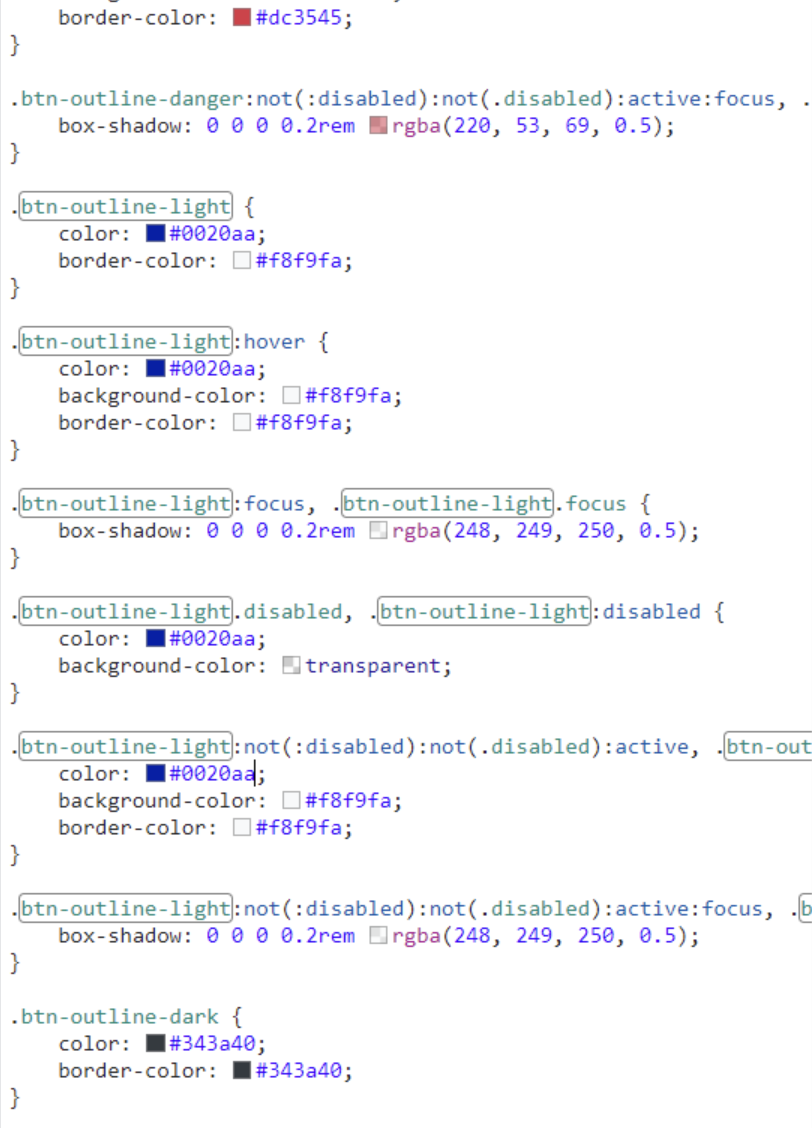 border-color: #dc3545;
}

.btn-outline-danger:not(:disabled):not(.disabled):active:focus, .
    box-shadow: 0 0 0 0.2rem rgba(220, 53, 69, 0.5);
}

.btn-outline-light {
    color: #0020aa;
    border-color: #f8f9fa;
}

.btn-outline-light:hover {
    color: #0020aa;
    background-color: #f8f9fa;
    border-color: #f8f9fa;
}

.btn-outline-light:focus, .btn-outline-light.focus {
    box-shadow: 0 0 0 0.2rem rgba(248, 249, 250, 0.5);
}

.btn-outline-light.disabled, .btn-outline-light:disabled {
    color: #0020aa;
    background-color: transparent;
}

.btn-outline-light:not(:disabled):not(.disabled):active, .btn-out
    color: #0020aa;
    background-color: #f8f9fa;
    border-color: #f8f9fa;
}

.btn-outline-light:not(:disabled):not(.disabled):active:focus, .b
    box-shadow: 0 0 0 0.2rem rgba(248, 249, 250, 0.5);
}

.btn-outline-dark {
    color: #343a40;
    border-color: #343a40;
}